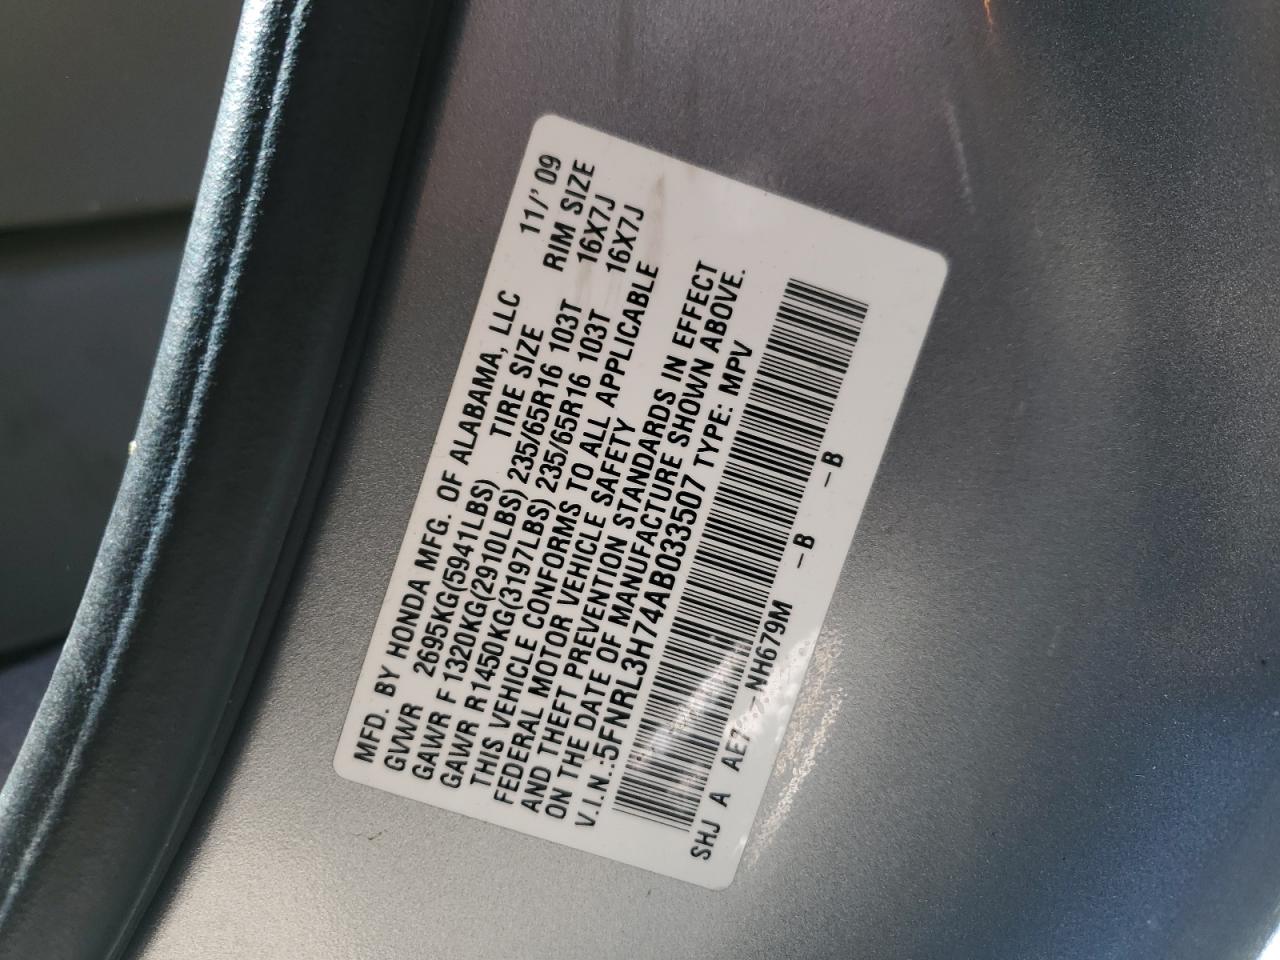 MFD. BY HONDA MFG. OF ALABAMA, LLC 11/'09
GVWR 2695KG(5941LBS) TIRE SIZE RIM SIZE
GAWR F 1320KG(2910LBS) 235/65R16 103T 16X7J
GAWR R 1450KG(3197LBS) 235/65R16 103T 16X7J
THIS VEHICLE CONFORMS TO ALL APPLICABLE
FEDERAL MOTOR VEHICLE SAFETY
AND THEFT PREVENTION STANDARDS IN EFFECT
ON THE DATE OF MANUFACTURE SHOWN ABOVE.
V.I.N.:5FNRL3H74AB033507 TYPE: MPV
SHJ A NH679M -B -B